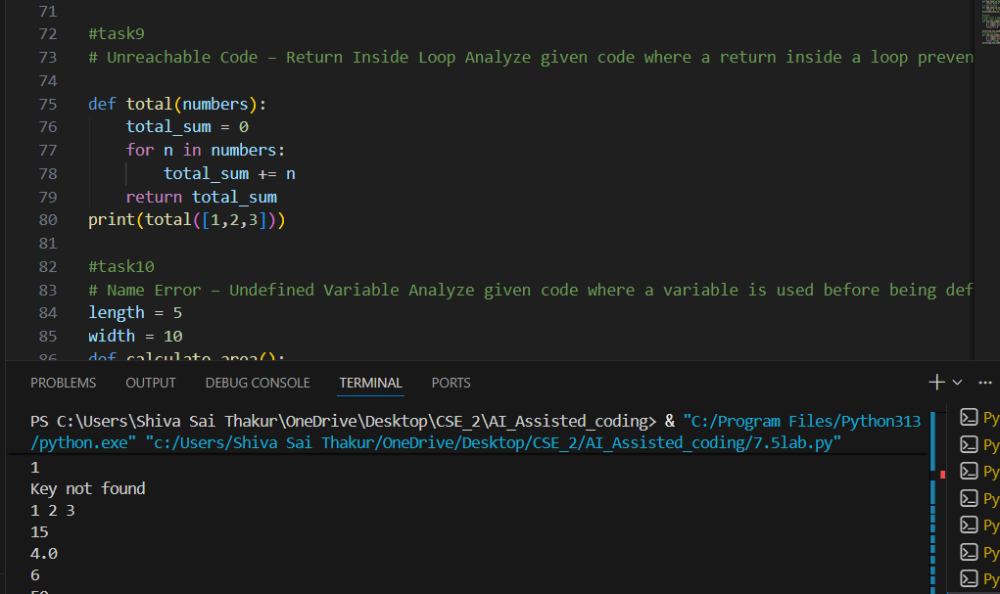 71
72 #task9
73 # Unreachable Code – Return Inside Loop Analyze given code where a return inside a loop preven
74
75 def total(numbers):
76 total_sum = 0
77 for n in numbers:
78 total_sum += n
79 return total_sum
80 print(total([1,2,3]))
81
82 #task10
83 # Name Error – Undefined Variable Analyze given code where a variable is used before being def
84 length = 5
85 width = 10
86 def calculate_area():
PROBLEMS OUTPUT DEBUG CONSOLE TERMINAL PORTS
PS C:\Users\Shiva Sai Thakur\OneDrive\Desktop\CSE_2\AI_Assisted_coding> & "C:/Program Files/Python313
/python.exe" "c:/Users/Shiva Sai Thakur/OneDrive/Desktop/CSE_2/AI_Assisted_coding/7.5lab.py"
1
Key not found
1 2 3
15
4.0
6
50
Py
Py
Py
Py
Py
Py
Py